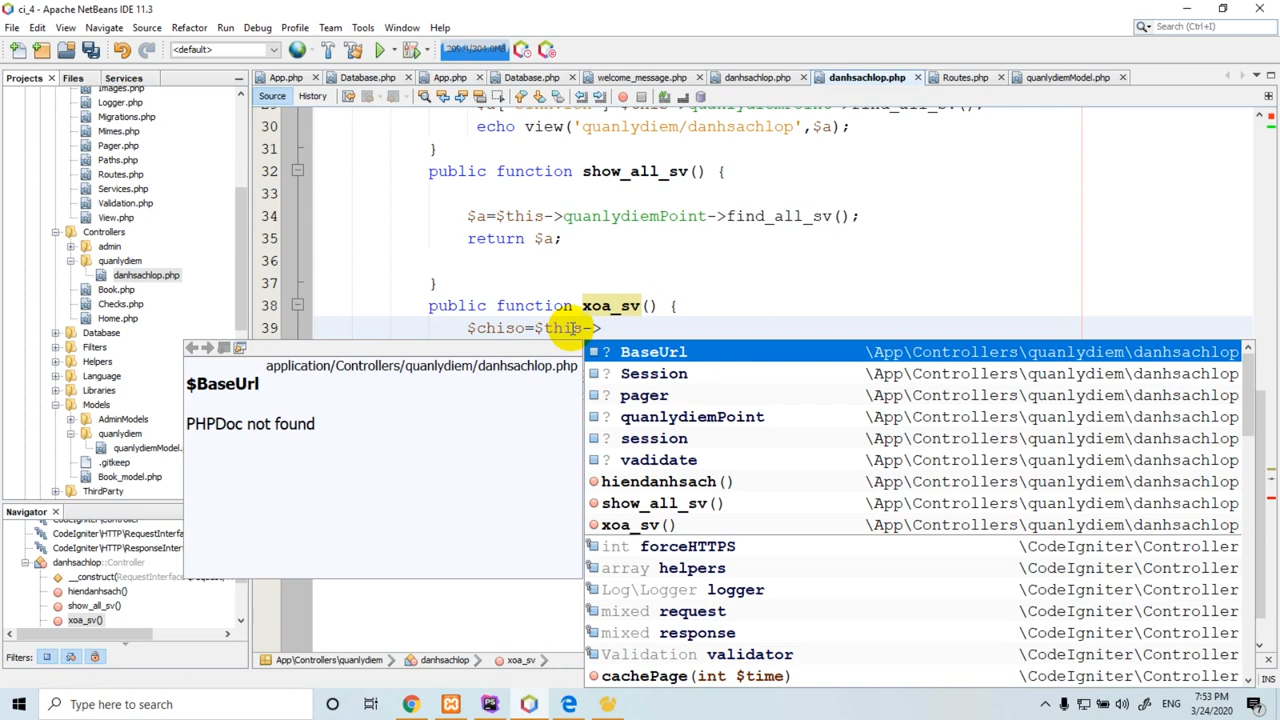 ci_4 - Apache NetBeans IDE 11.3
File Edit View Navigate Source Refactor Run Debug Profile Team Tools Window Help
Search (Ctrl+I)
<default>
Projects Files Services
App.php Database.php App.php Database.php welcome_message.php danhsachlop.php danhsachlop.php Routes.php quanlydiemModel.php
Source History
Images.php
Logger.php
Migrations.php
Mimes.php
Pager.php
Paths.php
Routes.php
Services.php
Validation.php
View.php
Controllers
admin
quanlydiem
danhsachlop.php
Book.php
Checks.php
Home.php
Database
Filters
Helpers
Language
Libraries
Models
AdminModels
quanlydiem
quanlydiemModel.
.gitkeep
Book_model.php
ThirdParty
30 echo view('quanlydiem/danhsachlop',$a);
31 }
32 public function show_all_sv() {
34 $a=$this->quanlydiemPoint->find_all_sv();
35 return $a;
36
37 }
38 public function xoa_sv() {
39 $chiso=$this->
application/Controllers/quanlydiem/danhsachlop.php
$BaseUrl
PHPDoc not found
? BaseUrl \App\Controllers\quanlydiem\danhsachlop
? Session \App\Controllers\quanlydiem\danhsachlop
? pager \App\Controllers\quanlydiem\danhsachlop
? quanlydiemPoint \App\Controllers\quanlydiem\danhsachlop
? session \App\Controllers\quanlydiem\danhsachlop
? vadidate \App\Controllers\quanlydiem\danhsachlop
hiendanhsach() \App\Controllers\quanlydiem\danhsachlop
show_all_sv() \App\Controllers\quanlydiem\danhsachlop
xoa_sv() \App\Controllers\quanlydiem\danhsachlop
int forceHTTPS \CodeIgniter\Controller
array helpers \CodeIgniter\Controller
Log\Logger logger \CodeIgniter\Controller
mixed request \CodeIgniter\Controller
mixed response \CodeIgniter\Controller
Validation validator \CodeIgniter\Controller
cachePage(int $time) \CodeIgniter\Controller
Navigator
CodeIgniter\HTTP\RequestInterfac
CodeIgniter\HTTP\ResponseInter
danhsachlop::Controller
__construct(RequestInterface
hiendanhsach()
show_all_sv()
xoa_sv()
Filters:
App\Controllers\quanlydiem danhsachlop xoa_sv
INS
Type here to search
ENG
7:53 PM
3/24/2020
7